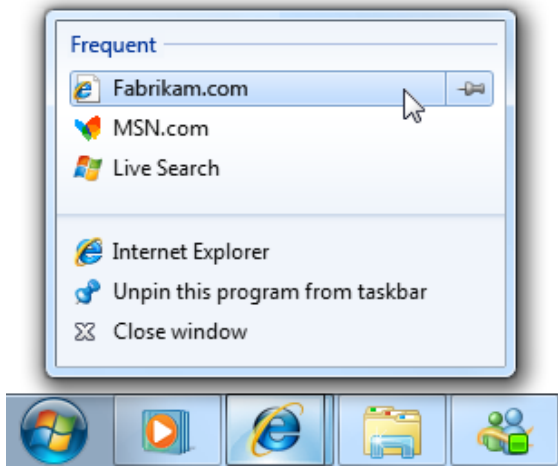 Frequent
Fabrikam.com
MSN.com
Live Search
Internet Explorer
Unpin this program from taskbar
Close window